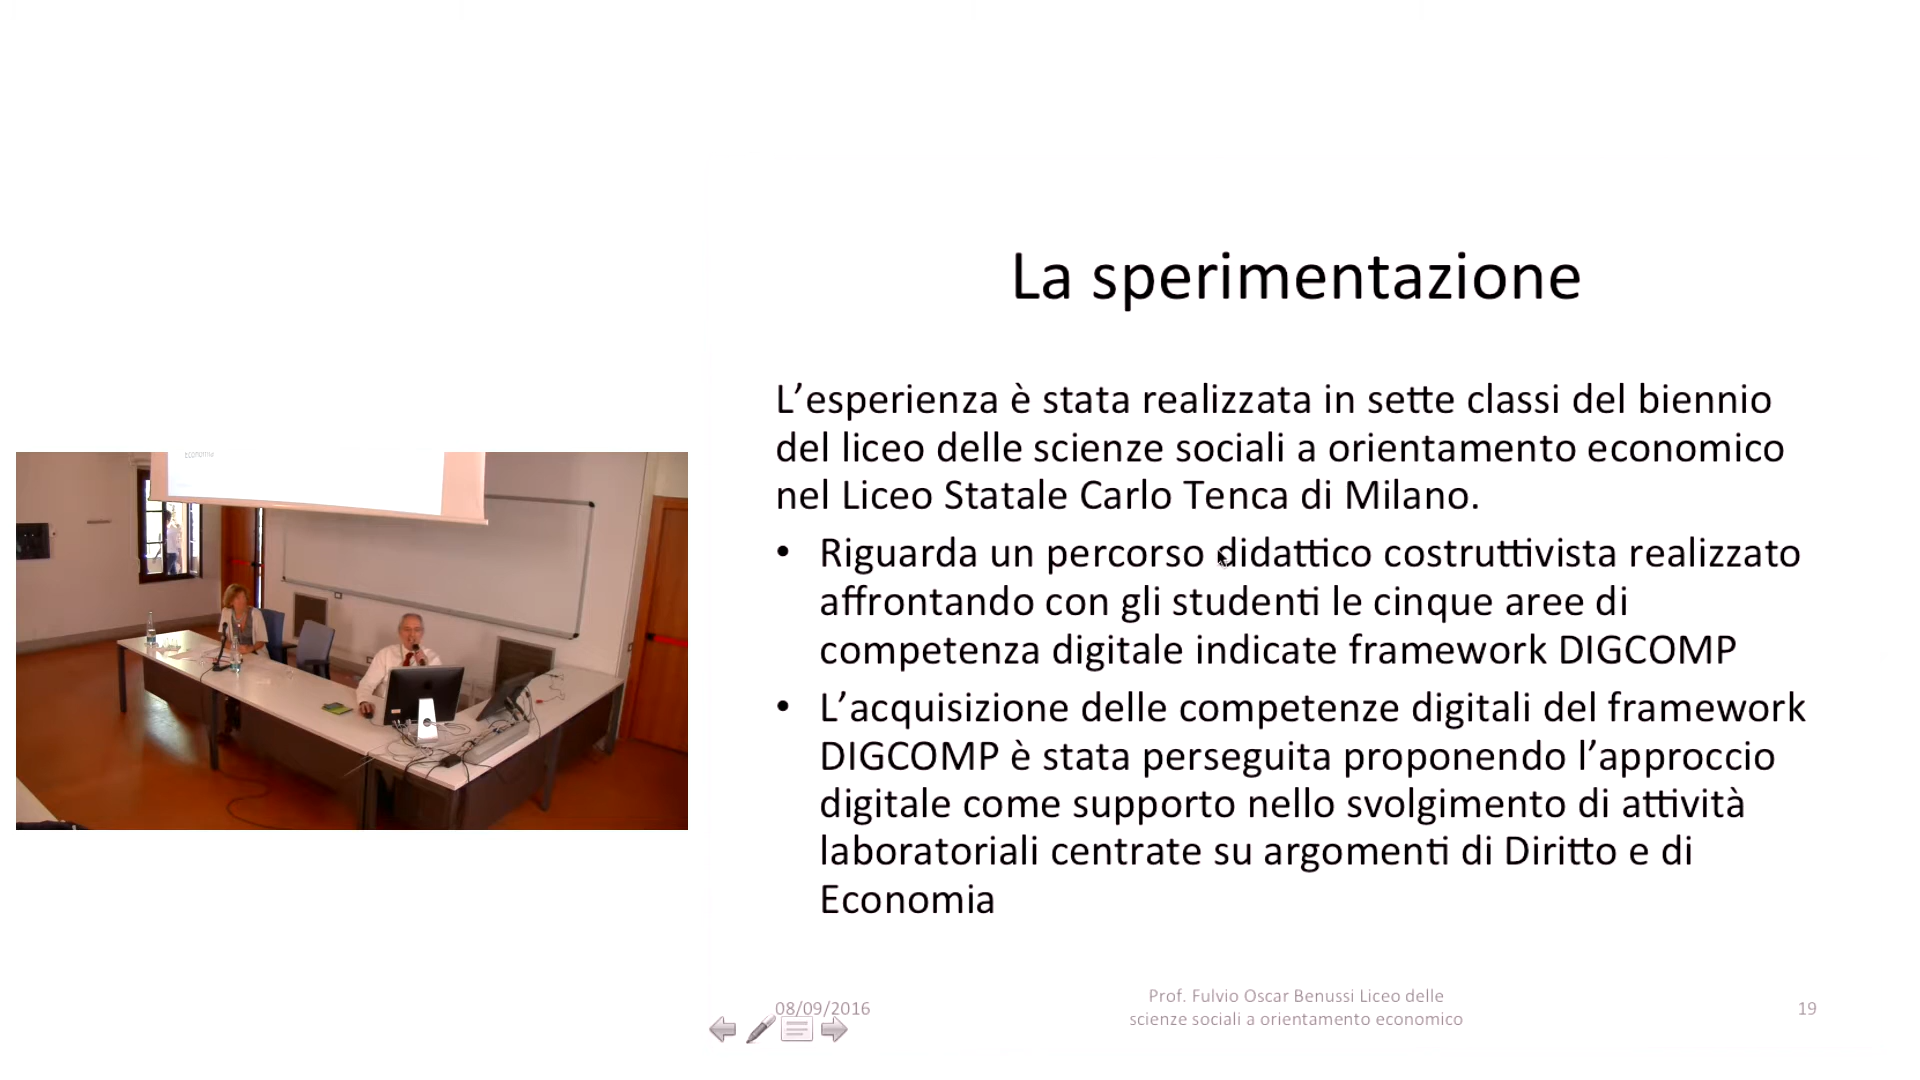 La sperimentazione
L’esperienza è stata realizzata in sette classi del biennio
del liceo delle scienze sociali a orientamento economico
nel Liceo Statale Carlo Tenca di Milano.
• Riguarda un percorso didattico costruttivista realizzato
affrontando con gli studenti le cinque aree di
competenza digitale indicate framework DIGCOMP
• L’acquisizione delle competenze digitali del framework
DIGCOMP è stata perseguita proponendo l’approccio
digitale come supporto nello svolgimento di attività
laboratoriali centrate su argomenti di Diritto e di
Economia
Economia
08/09/2016
Prof. Fulvio Oscar Benussi Liceo delle
scienze sociali a orientamento economico
19